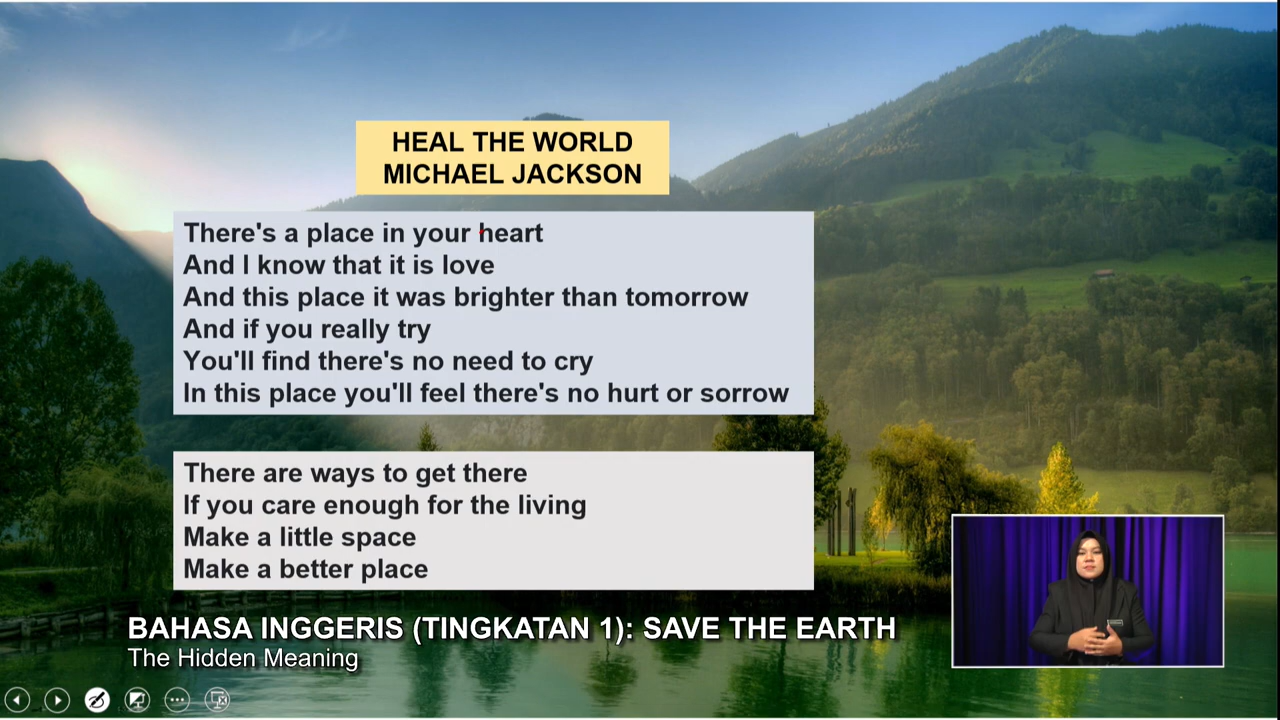 HEAL THE WORLD
MICHAEL JACKSON
There's a place in your heart
And I know that it is love
And this place it was brighter than tomorrow
And if you really try
You'll find there's no need to cry
In this place you'll feel there's no hurt or sorrow
There are ways to get there
If you care enough for the living
Make a little space
Make a better place
BAHASA INGGERIS (TINGKATAN 1): SAVE THE EARTH
The Hidden Meaning